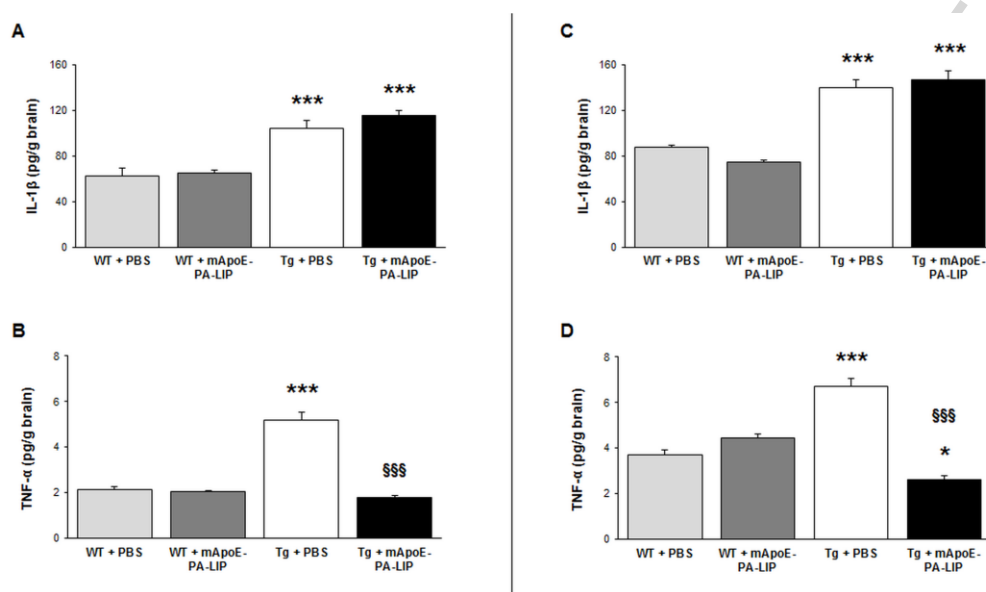 A
IL-1β (pg/g brain)
160
120
80
40
0
***
***
WT + PBS
WT + mApoE-
PA-LIP
Tg + PBS
Tg + mApoE-
PA-LIP
B
TNF-α (pg/g brain)
8
6
4
2
0
***
§§§
WT + PBS
WT + mApoE-
PA-LIP
Tg + PBS
Tg + mApoE-
PA-LIP
C
IL-1β (pg/g brain)
160
120
80
40
0
***
***
WT + PBS
WT + mApoE-
PA-LIP
Tg + PBS
Tg + mApoE-
PA-LIP
D
TNF-α (pg/g brain)
8
6
4
2
0
***
§§§
*
WT + PBS
WT + mApoE-
PA-LIP
Tg + PBS
Tg + mApoE-
PA-LIP